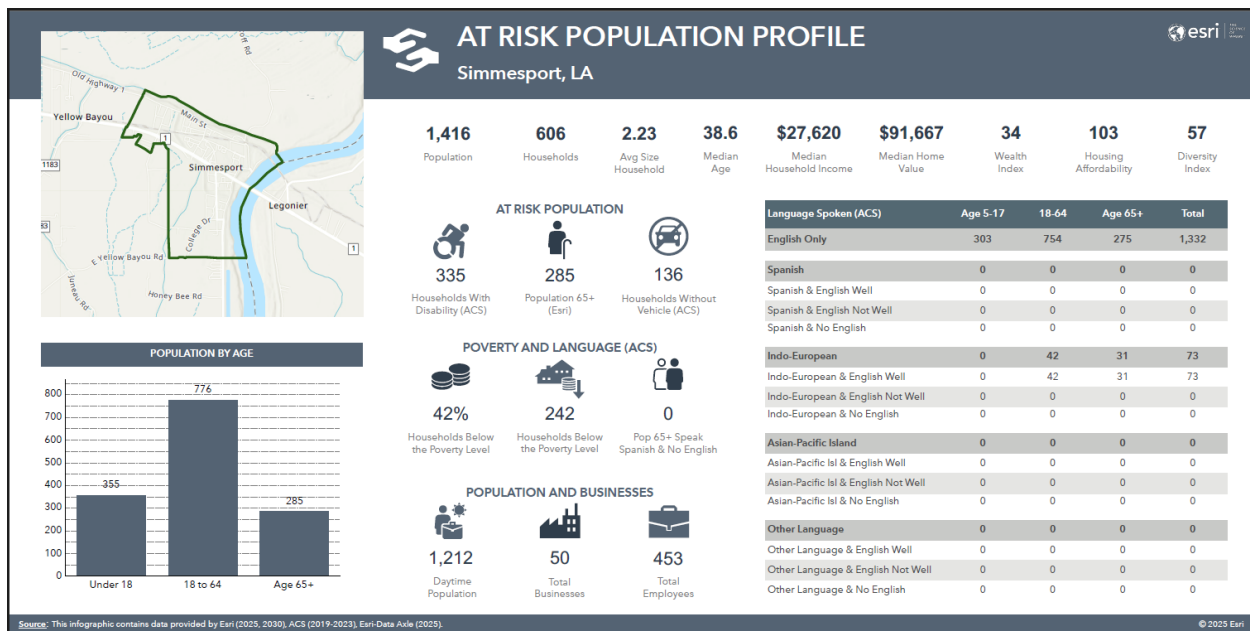 AT RISK POPULATION PROFILE
Simmesport, LA
esri
THE SCIENCE OF WHERE
Old Highway 1
Main St
Yellow Bayou
1
1183
Simmesport
Legonier
College Dr
1
E Yellow Bayou Rd
Juneau Rd
Honey Bee Rd
1,416 606 2.23 38.6 $27,620 $91,667 34 103 57
Population Households Avg Size Household Median Age Median Household Income Median Home Value Wealth Index Housing Affordability Diversity Index
POPULATION BY AGE
800
700
600
500
400
300
200
100
0
355
776
285
Under 18 18 to 64 Age 65+
AT RISK POPULATION
335 285 136
Households With Disability (ACS) Population 65+ (Esri) Households Without Vehicle (ACS)
POVERTY AND LANGUAGE (ACS)
42% 242 0
Households Below the Poverty Level Households Below the Poverty Level Pop 65+ Speak Spanish & No English
POPULATION AND BUSINESSES
1,212 50 453
Daytime Population Total Businesses Total Employees
Language Spoken (ACS) Age 5-17 18-64 Age 65+ Total
English Only 303 754 275 1,332
Spanish 0 0 0 0
Spanish & English Well 0 0 0 0
Spanish & English Not Well 0 0 0 0
Spanish & No English 0 0 0 0
Indo-European 0 42 31 73
Indo-European & English Well 0 42 31 73
Indo-European & English Not Well 0 0 0 0
Indo-European & No English 0 0 0 0
Asian-Pacific Island 0 0 0 0
Asian-Pacific Isl & English Well 0 0 0 0
Asian-Pacific Isl & English Not Well 0 0 0 0
Asian-Pacific Isl & No English 0 0 0 0
Other Language 0 0 0 0
Other Language & English Well 0 0 0 0
Other Language & English Not Well 0 0 0 0
Other Language & No English 0 0 0 0
Source: This infographic contains data provided by Esri (2025, 2030), ACS (2019-2023), Esri-Data Axle (2025).
© 2025 Esri